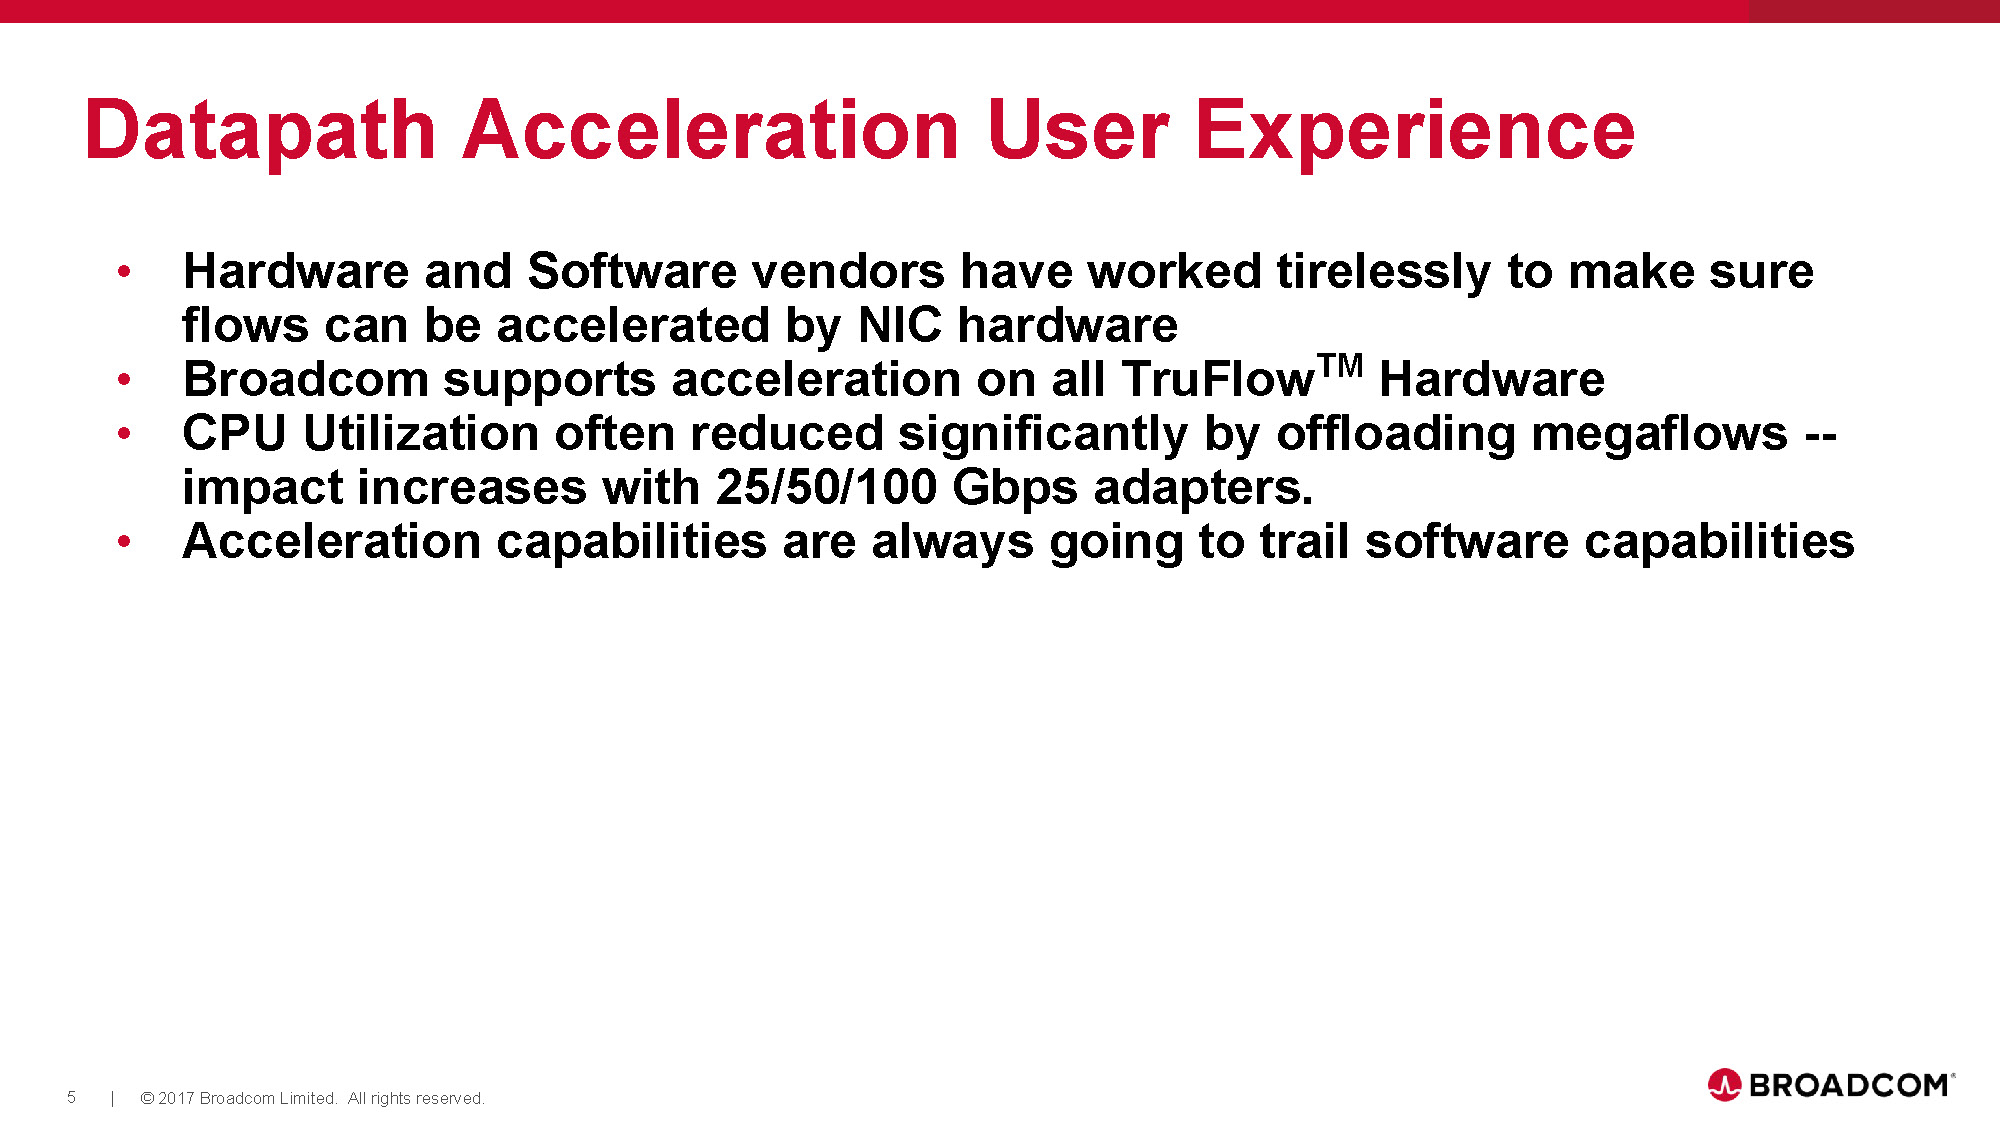 Datapath Acceleration User Experience
• Hardware and Software vendors have worked tirelessly to make sure
flows can be accelerated by NIC hardware
• Broadcom supports acceleration on all TruFlow™ Hardware
• CPU Utilization often reduced significantly by offloading megaflows --
impact increases with 25/50/100 Gbps adapters.
• Acceleration capabilities are always going to trail software capabilities
5 | © 2017 Broadcom Limited. All rights reserved.
BROADCOM®